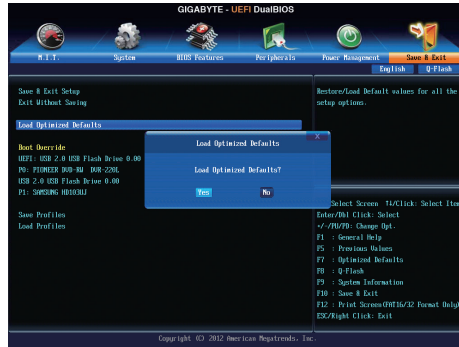 GIGABYTE - UEFI DualBIOS
M.I.T. System BIOS Features Peripherals Power Management Save & Exit
English Q-Flash
Save & Exit Setup
Exit Without Saving
Load Optimized Defaults
Boot Override
UEFI: USB 2.0 USB Flash Drive 0.00
P0: PIONEER DVD-RW DVR-220L
USB 2.0 USB Flash Drive 0.00
P1: SAMSUNG HD103UJ
Save Profiles
Load Profiles
Restore/Load Default values for all the
setup options.
Load Optimized Defaults
X
Load Optimized Defaults?
Yes No
Select Screen ↑↓/Click: Select Item
Enter/Dbl Click: Select
+/-/PU/PD: Change Opt.
F1 : General Help
F5 : Previous Values
F7 : Optimized Defaults
F8 : Q-Flash
F9 : System Information
F10 : Save & Exit
F12 : Print Screen(FAT16/32 Format Only)
ESC/Right Click: Exit
Copyright (C) 2012 American Megatrends, Inc.